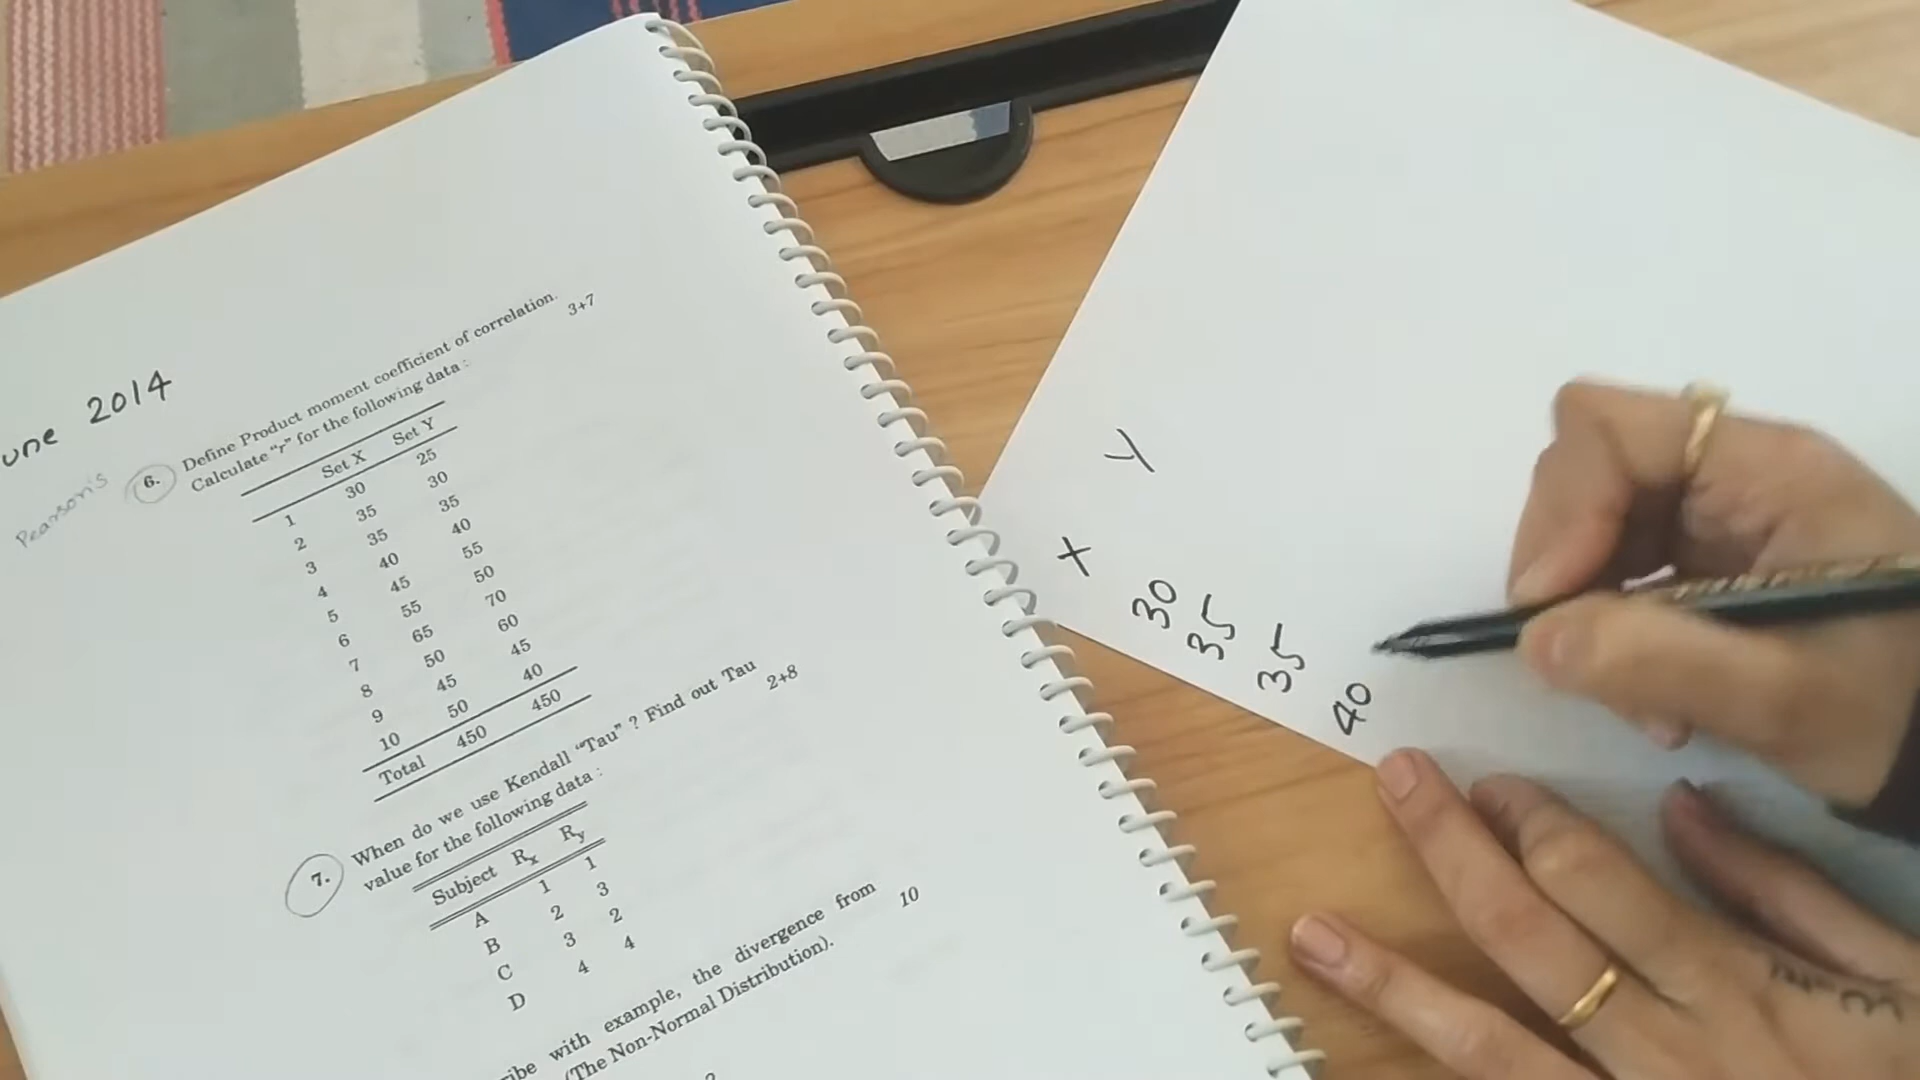 une 2014
Pearson's
6. Define Product moment coefficient of correlation.
Calculate "r" for the following data : 3+7
Set X Set Y
1 30 25
2 35 30
3 35 35
4 40 40
5 45 55
6 55 50
7 65 70
8 50 60
9 45 45
10 50 40
Total 450 450
7. When do we use Kendall "Tau" ? Find out Tau
value for the following data : 2+8
Subject Rx Ry
A 1 1
B 2 3
C 3 2
D 4 4
ribe with example, the divergence from
(The Non-Normal Distribution). 10
X Y
30
35
35
40